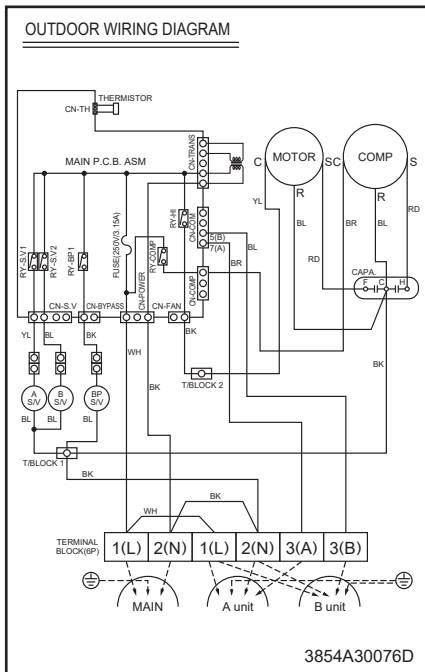 OUTDOOR WIRING DIAGRAM
THERMISTOR
CN-TH
MAIN P.C.B. ASM
CN-TRANS
C
MOTOR
S
C
COMP
S
R
R
YL
BL
RD
BR
BL
RD
RY-S.V1
RY-S.V2
RY-BP1
FUSE(250V/3.15A)
RY-HI
RY-COMP
CN-COM
5(B)
7(A)
BL
BR
CAPA.
F
C
H
CN-POWER
CN-COMP
CN-S.V
CN-BYPASS
CN-FAN
YL
BL
BK
WH
BK
BK
BK
T/BLOCK 2
A
S/V
B
S/V
BP
S/V
BL
BL
BL
T/BLOCK 1
BK
BK
WH
TERMINAL
BLOCK(6P)
1(L)
2(N)
1(L)
2(N)
3(A)
3(B)
MAIN
A unit
B unit
3854A30076D